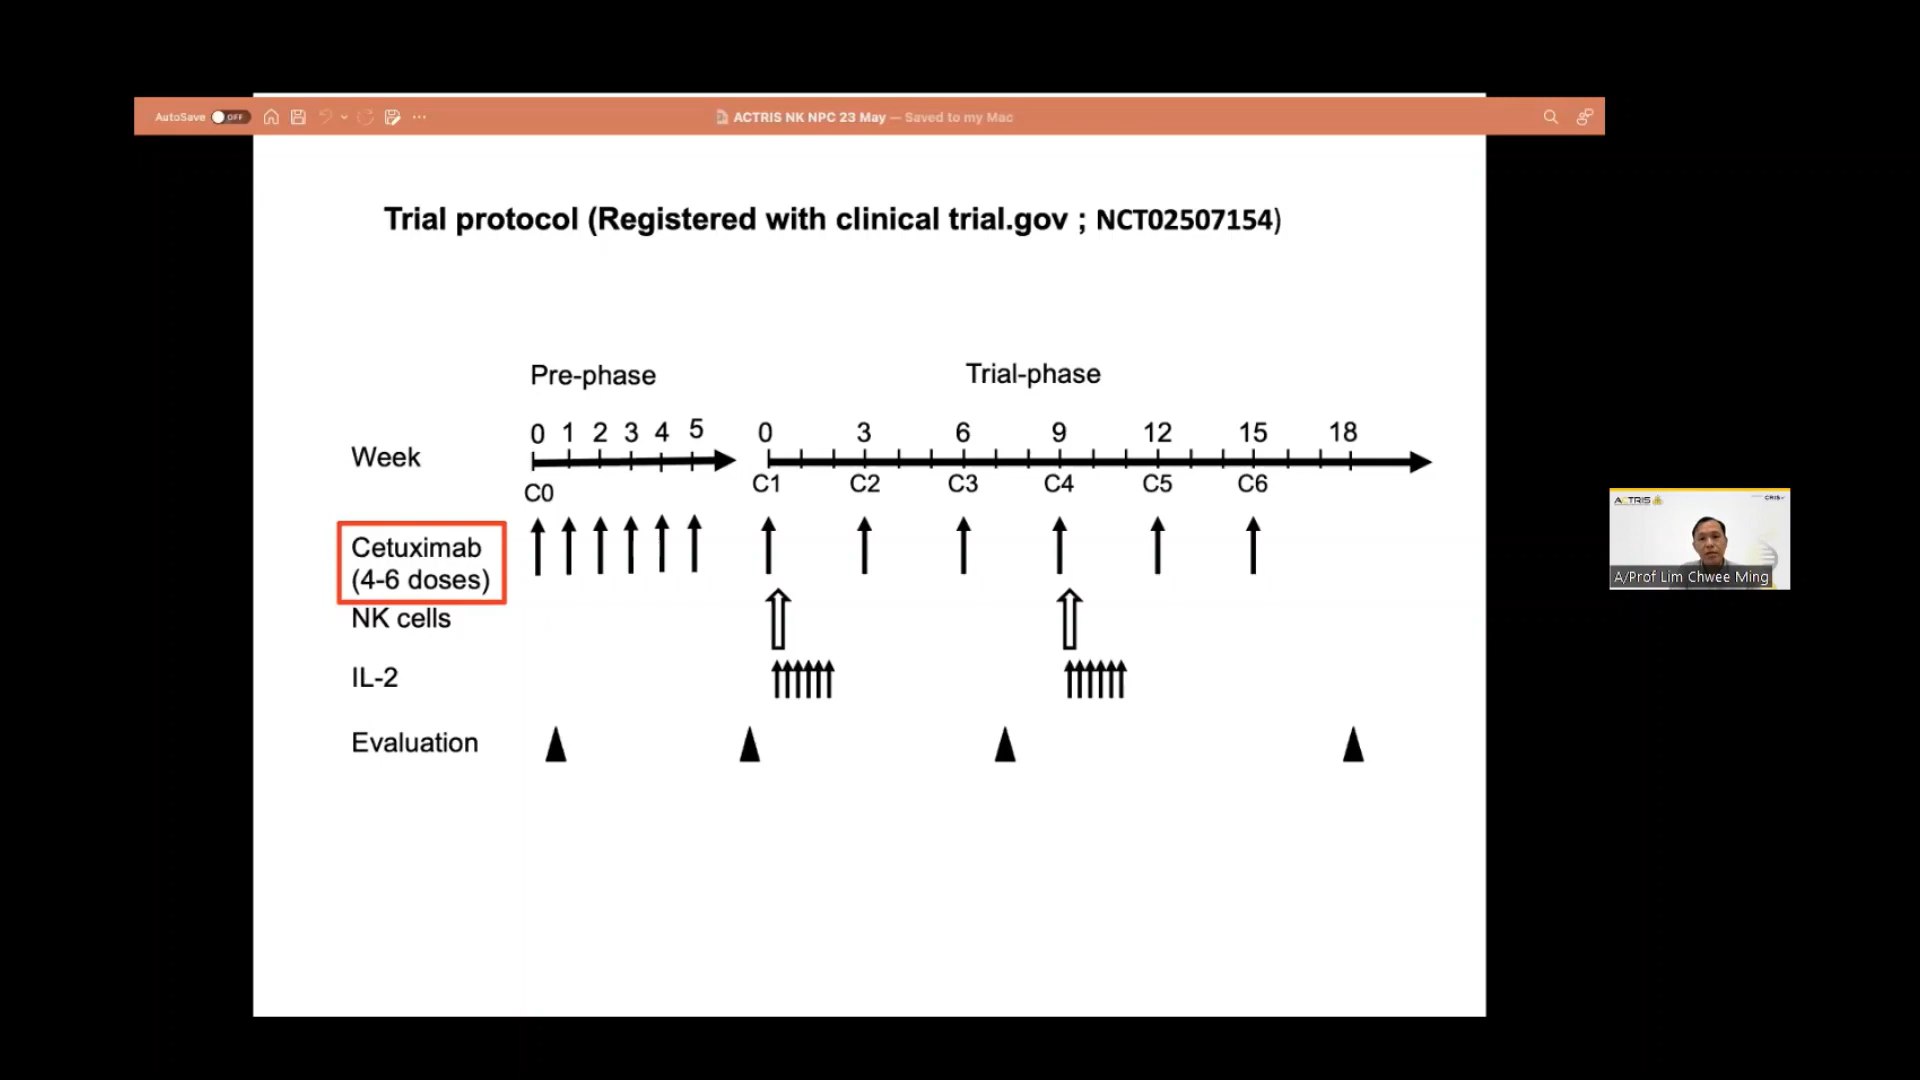 AutoSave OFF
ACTRIS NK NPC 23 May — Saved to my Mac
Trial protocol (Registered with clinical trial.gov ; NCT02507154)
Pre-phase Trial-phase
0 1 2 3 4 5 0 3 6 9 12 15 18
Week
C0 C1 C2 C3 C4 C5 C6
Cetuximab
(4-6 doses)
NK cells
IL-2
Evaluation
ACTRIS
CRIS
A/Prof Lim Chwee Ming